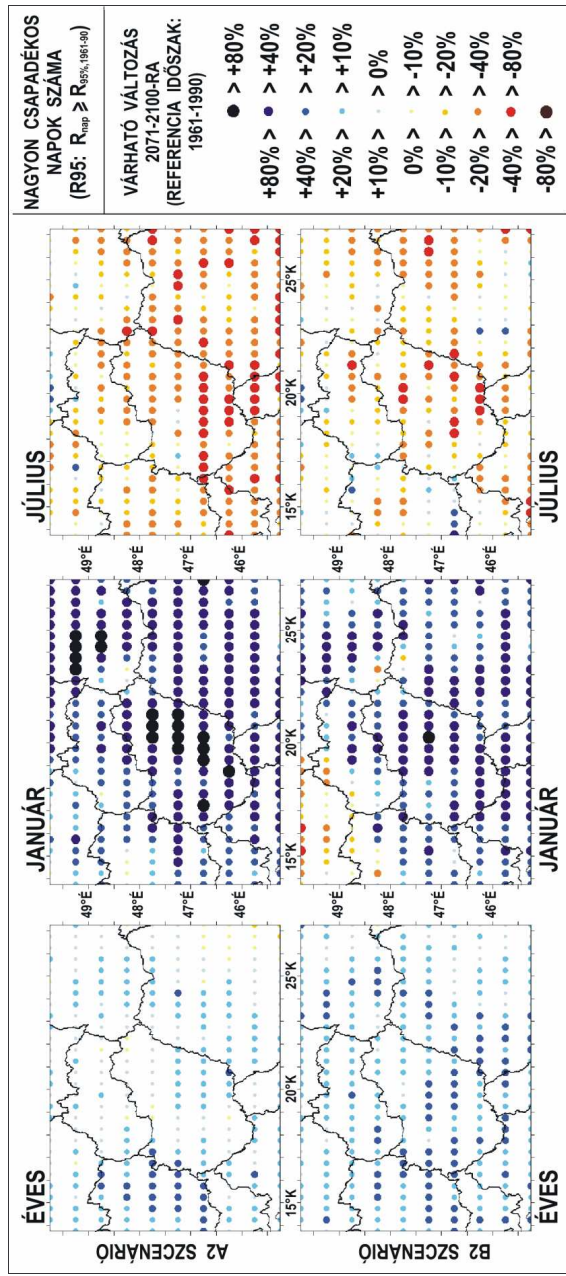 ÉVES JANUÁR JÚLIUS
A2 SZCENÁRIÓ
49°É 49°É
48°É 48°É
47°É 47°É
46°É 46°É
15°K 20°K 25°K 15°K 20°K 25°K 15°K 20°K 25°K
B2 SZCENÁRIÓ
49°É 49°É
48°É 48°É
47°É 47°É
46°É 46°É
ÉVES JANUÁR JÚLIUS
NAGYON CSAPADÉKOS
NAPOK SZÁMA
(R95: Rnap ≥ R95%,1961-90)
VÁRHATÓ VÁLTOZÁS
2071-2100-RA
(REFERENCIA IDŐSZAK:
1961-1990)
> +80%
+80% > > +40%
+40% > > +20%
+20% > > +10%
+10% > > 0%
0% > > -10%
-10% > > -20%
-20% > > -40%
-40% > > -80%
-80% >